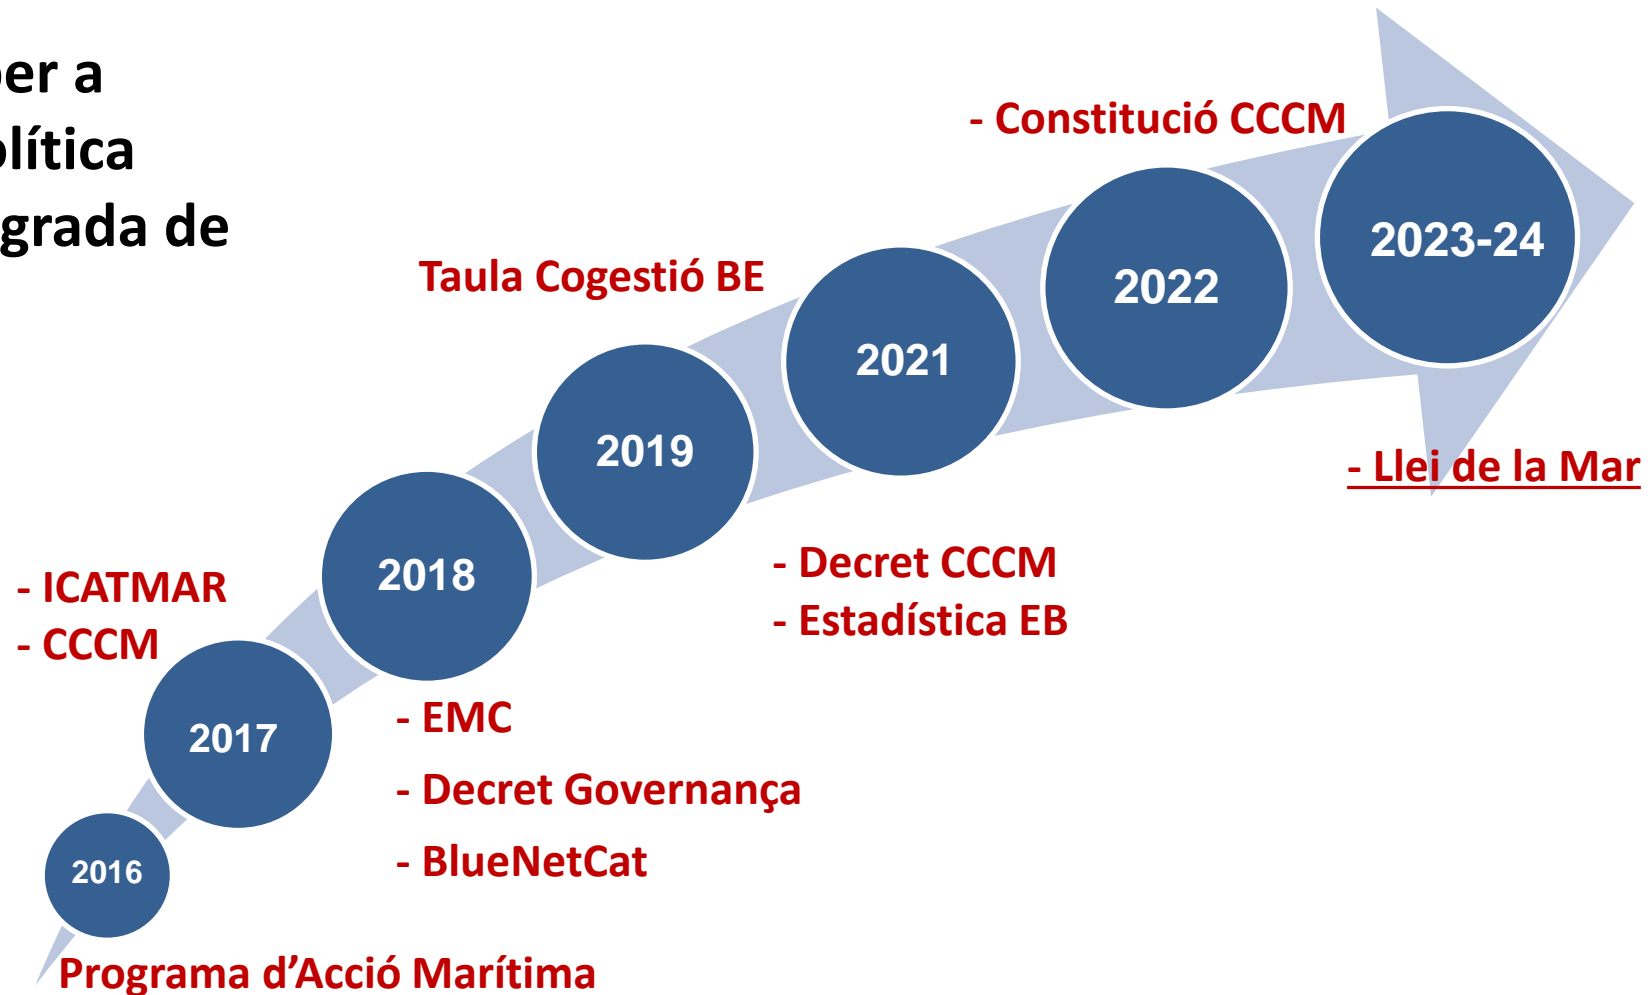 per a
política
grada de
- Constitució CCCM
2023-24
Taula Cogestió BE
2022
2021
2019
- Llei de la Mar
2018
- Decret CCCM
- Estadística EB
- ICATMAR
- CCCM
2017
- EMC
- Decret Governança
- BlueNetCat
2016
Programa d’Acció Marítima